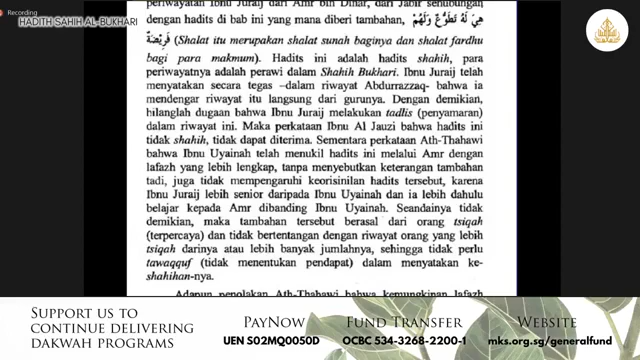 Recording
HADITH SAHIH AL-BUKHARI
periwayatan Ibnu Juraij dari Amr bin Dinar, dari Jabir sehubungan
dengan hadits di bab ini yang mana diberi tambahan, هِيَ لَهُ تَطَوُّعٌ وَلَهُمْ
فَرِيْضَةٌ (Shalat itu merupakan shalat sunah baginya dan shalat fardhu
bagi para makmum). Hadits ini adalah hadits shahih, para
periwayatnya adalah perawi dalam Shahih Bukhari. Ibnu Juraij telah
menyatakan secara tegas –dalam riwayat Abdurrazzaq- bahwa ia
mendengar riwayat itu langsung dari gurunya. Dengan demikian,
hilanglah dugaan bahwa Ibnu Juraij melakukan tadlis (penyamaran)
dalam riwayat ini. Maka perkataan Ibnu Al Jauzi bahwa hadits ini
tidak shahih, tidak dapat diterima. Sementara perkataan Ath-Thahawi
bahwa Ibnu Uyainah telah menukil hadits ini melalui Amr dengan
lafazh yang lebih lengkap, tanpa menyebutkan keterangan tambahan
tadi, juga tidak mempengaruhi keorisinilan hadits tersebut, karena
Ibnu Juraij lebih senior daripada Ibnu Uyainah dan ia lebih dahulu
belajar kepada Amr dibanding Ibnu Uyainah. Seandainya tidak
demikian, maka tambahan tersebut berasal dari orang tsiqah
(terpercaya) dan tidak bertentangan dengan riwayat orang yang lebih
tsiqah darinya atau lebih banyak jumlahnya, sehingga tidak perlu
tawaqquf (tidak menentukan pendapat) dalam menyatakan ke-
shahihan-nya.
Adapun penolakan Ath-Thahawi bahwa kemungkinan lafazh
SUPPORT US TO
CONTINUE DELIVERING
DAKWAH PROGRAMS
PAYNOW
UEN S02MQ0050D
FUND TRANSFER
OCBC 534-3268-2200-1
WEBSITE
mks.org.sg/generalfund